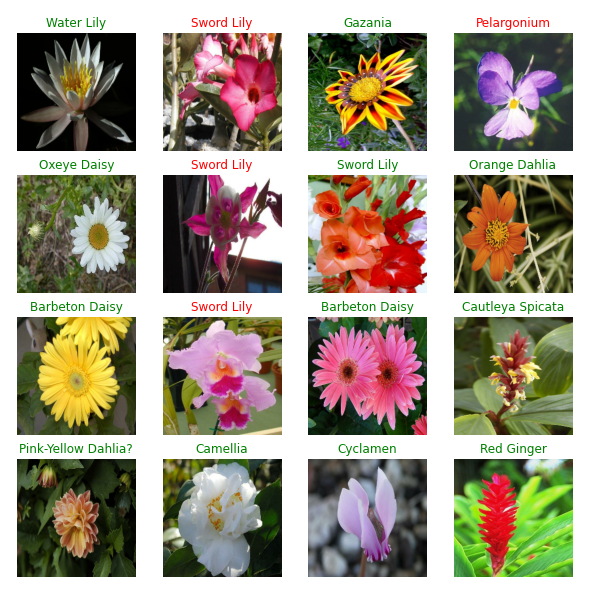 Water Lily
Sword Lily
Gazania
Pelargonium
Oxeye Daisy
Sword Lily
Sword Lily
Orange Dahlia
Barbeton Daisy
Sword Lily
Barbeton Daisy
Cautleya Spicata
Pink-Yellow Dahlia?
Camellia
Cyclamen
Red Ginger